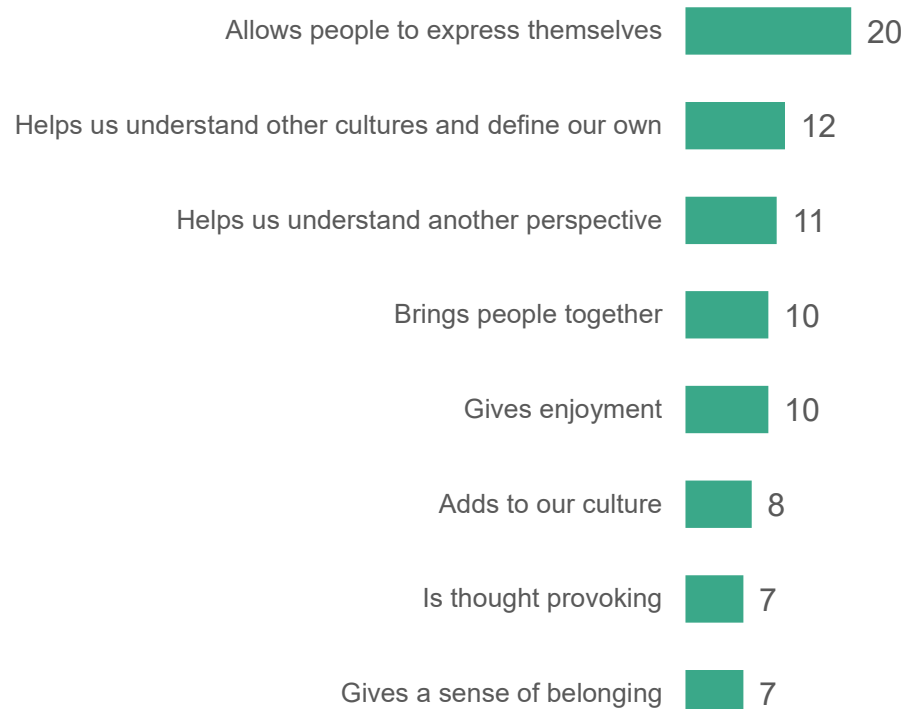 Allows people to express themselves 20
Helps us understand other cultures and define our own 12
Helps us understand another perspective 11
Brings people together 10
Gives enjoyment 10
Adds to our culture 8
Is thought provoking 7
Gives a sense of belonging 7